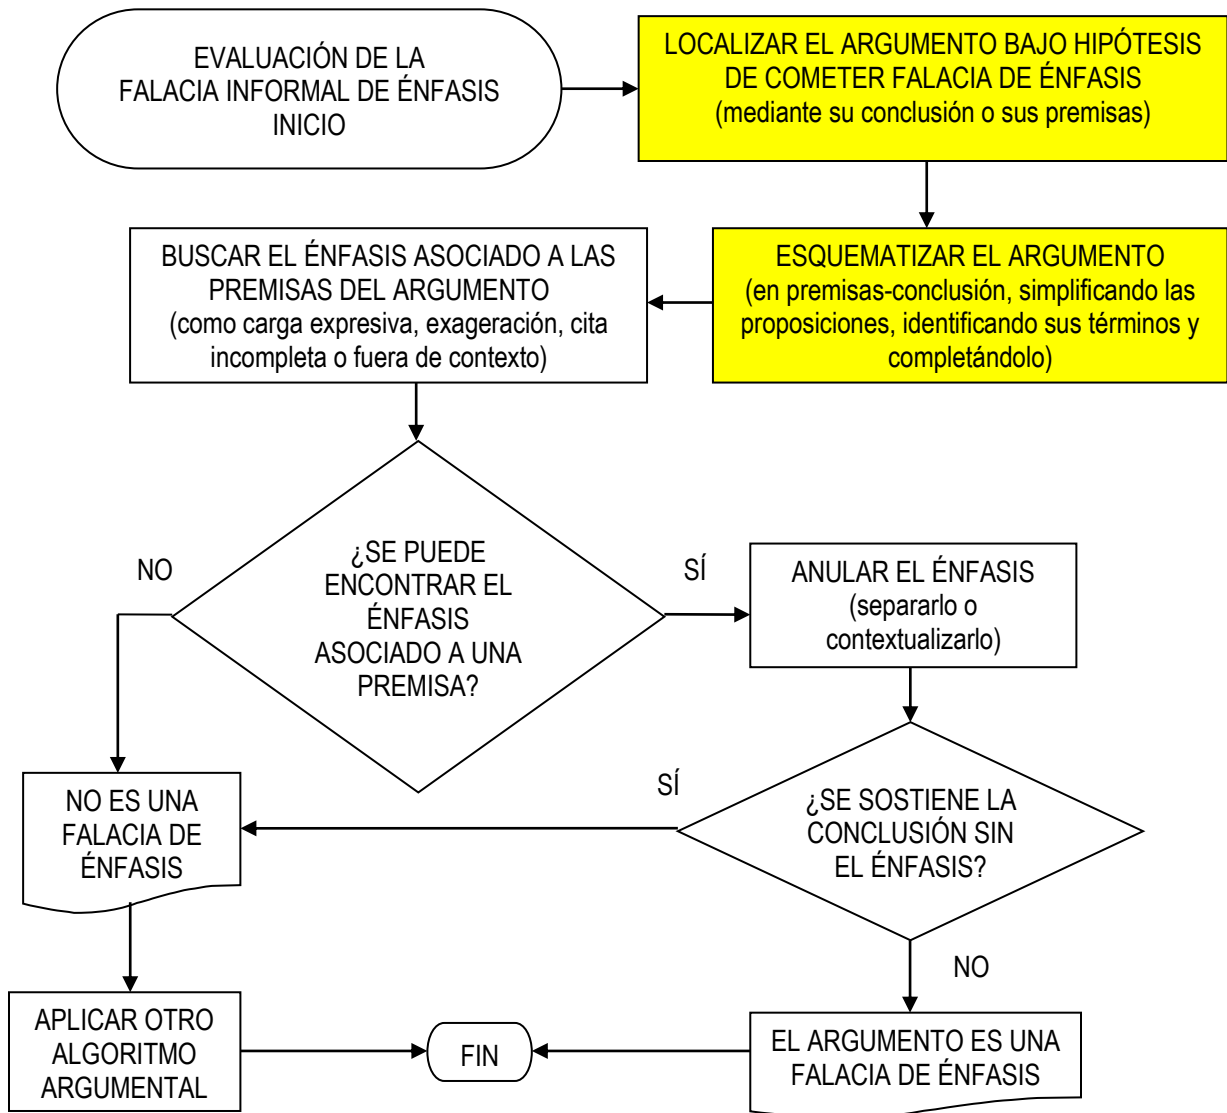 EVALUACIÓN DE LA
FALACIA INFORMAL DE ÉNFASIS
INICIO
LOCALIZAR EL ARGUMENTO BAJO HIPÓTESIS
DE COMETER FALACIA DE ÉNFASIS
(mediante su conclusión o sus premisas)
ESQUEMATIZAR EL ARGUMENTO
(en premisas-conclusión, simplificando las
proposiciones, identificando sus términos y
completándolo)
BUSCAR EL ÉNFASIS ASOCIADO A LAS
PREMISAS DEL ARGUMENTO
(como carga expresiva, exageración, cita
incompleta o fuera de contexto)
¿SE PUEDE
ENCONTRAR EL
ÉNFASIS
ASOCIADO A UNA
PREMISA?
NO
SÍ
ANULAR EL ÉNFASIS
(separarlo o
contextualizarlo)
¿SE SOSTIENE LA
CONCLUSIÓN SIN
EL ÉNFASIS?
SÍ
NO
NO ES UNA
FALACIA DE
ÉNFASIS
APLICAR OTRO
ALGORITMO
ARGUMENTAL
FIN
EL ARGUMENTO ES UNA
FALACIA DE ÉNFASIS